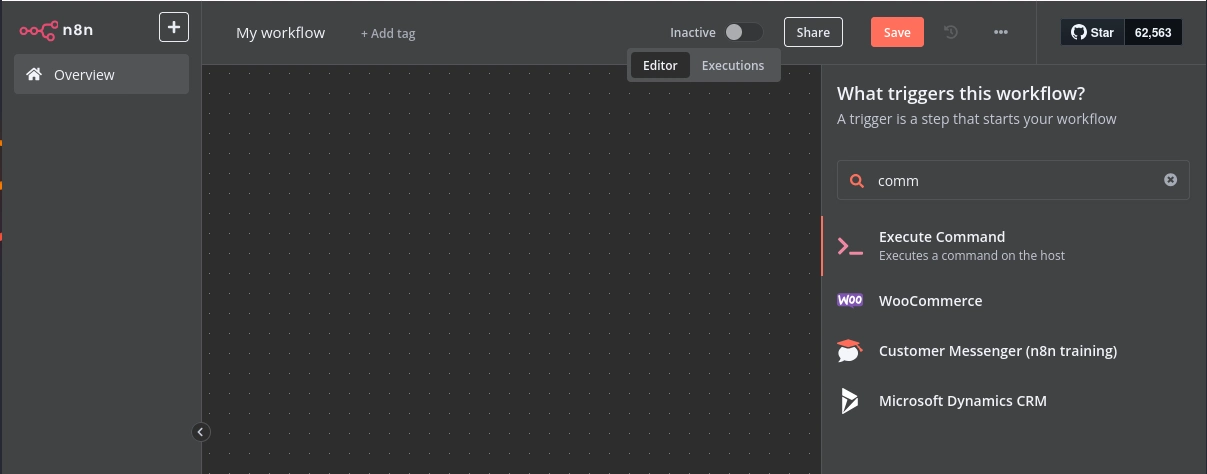 n8n
+
My workflow
+ Add tag
Inactive
Share
Save
Star
62,563
Overview
Editor
Executions
What triggers this workflow?
A trigger is a step that starts your workflow
comm
Execute Command
Executes a command on the host
WOO
WooCommerce
Customer Messenger (n8n training)
Microsoft Dynamics CRM